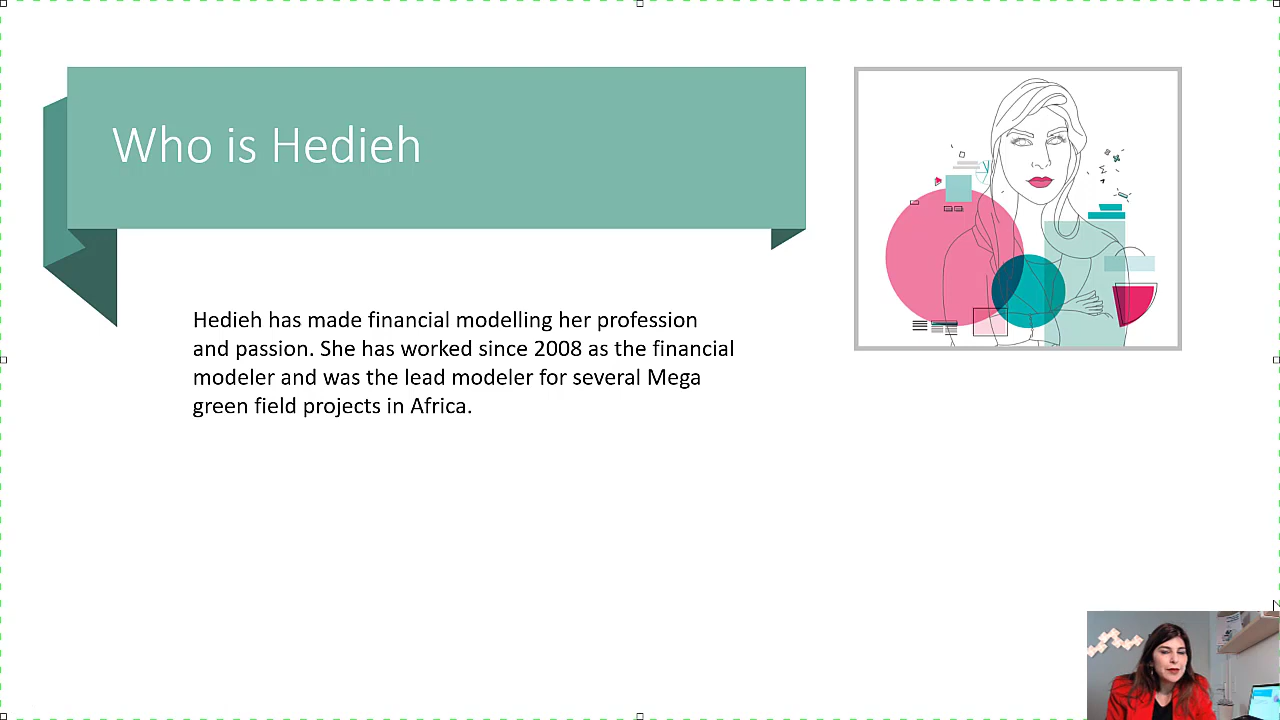 Who is Hedieh
Hedieh has made financial modelling her profession
and passion. She has worked since 2008 as the financial
modeler and was the lead modeler for several Mega
green field projects in Africa.